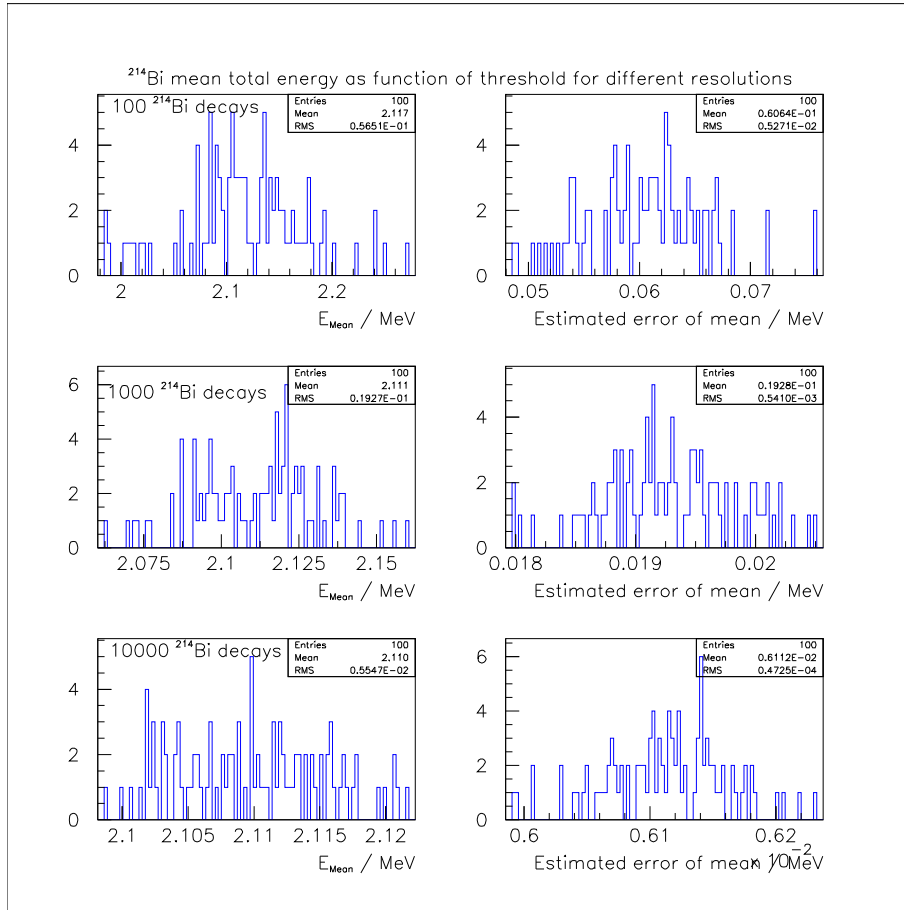 ²¹⁴Bi mean total energy as function of threshold for different resolutions
100 ²¹⁴Bi decays
Entries 100
Mean 2.117
RMS 0.5651E-01
0 2 4
2 2.1 2.2
E_Mean / MeV
Entries 100
Mean 0.6064E-01
RMS 0.5271E-02
0 2 4
0.05 0.06 0.07
Estimated error of mean / MeV
1000 ²¹⁴Bi decays
Entries 100
Mean 2.111
RMS 0.1927E-01
0 2 4 6
2.075 2.1 2.125 2.15
E_Mean / MeV
Entries 100
Mean 0.1928E-01
RMS 0.5410E-03
0 2 4
0.018 0.019 0.02
Estimated error of mean / MeV
10000 ²¹⁴Bi decays
Entries 100
Mean 2.110
RMS 0.5547E-02
0 2 4
2.1 2.105 2.11 2.115 2.12
E_Mean / MeV
Entries 100
Mean 0.6112E-02
RMS 0.4725E-04
0 2 4 6
0.6 0.61 0.62
x 10⁻²
Estimated error of mean / MeV